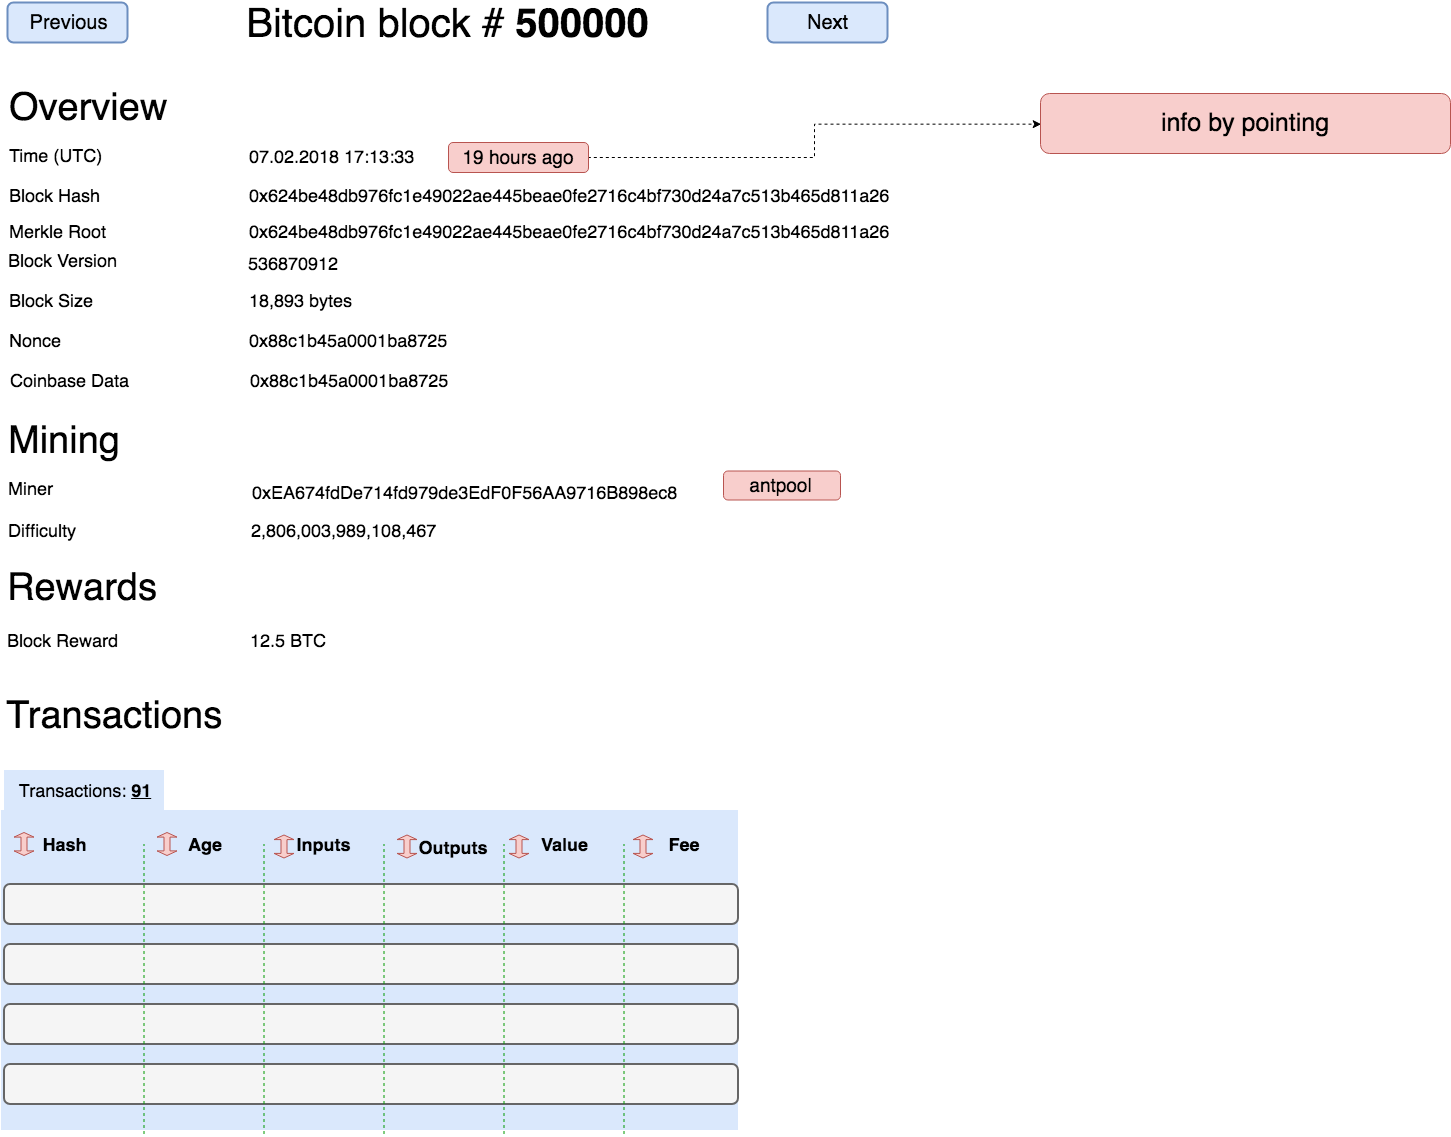 Previous
Bitcoin block # 500000
Next
Overview
info by pointing
Time (UTC) 07.02.2018 17:13:33 19 hours ago
Block Hash 0x624be48db976fc1e49022ae445beae0fe2716c4bf730d24a7c513b465d811a26
Merkle Root 0x624be48db976fc1e49022ae445beae0fe2716c4bf730d24a7c513b465d811a26
Block Version 536870912
Block Size 18,893 bytes
Nonce 0x88c1b45a0001ba8725
Coinbase Data 0x88c1b45a0001ba8725
Mining
Miner 0xEA674fdDe714fd979de3EdF0F56AA9716B898ec8 antpool
Difficulty 2,806,003,989,108,467
Rewards
Block Reward 12.5 BTC
Transactions
Transactions: 91
Hash Age Inputs Outputs Value Fee